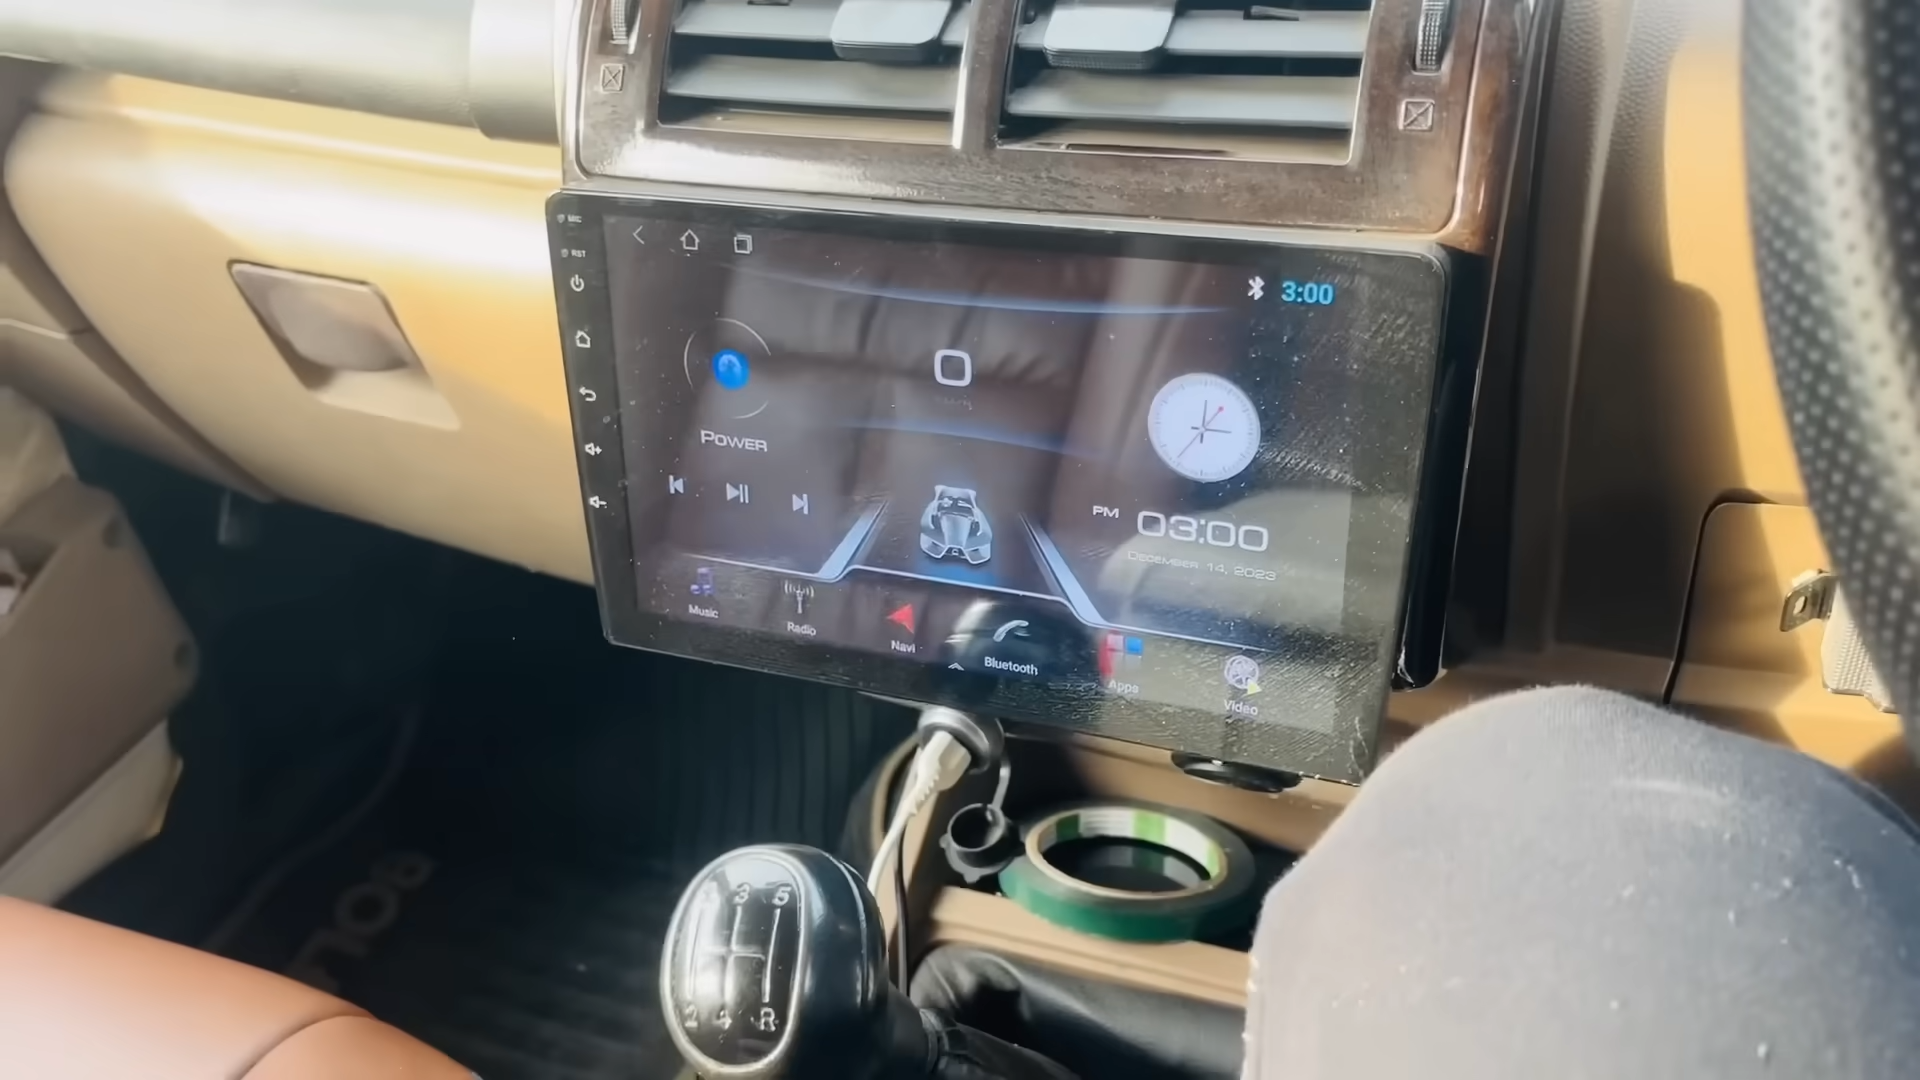 MIC
RST
3:00
0
POWER
PM 03:00
DECEMBER 14, 2023
Music
Radio
Navi
Bluetooth
Apps
Video
1 3 5
2 4 R
BOL